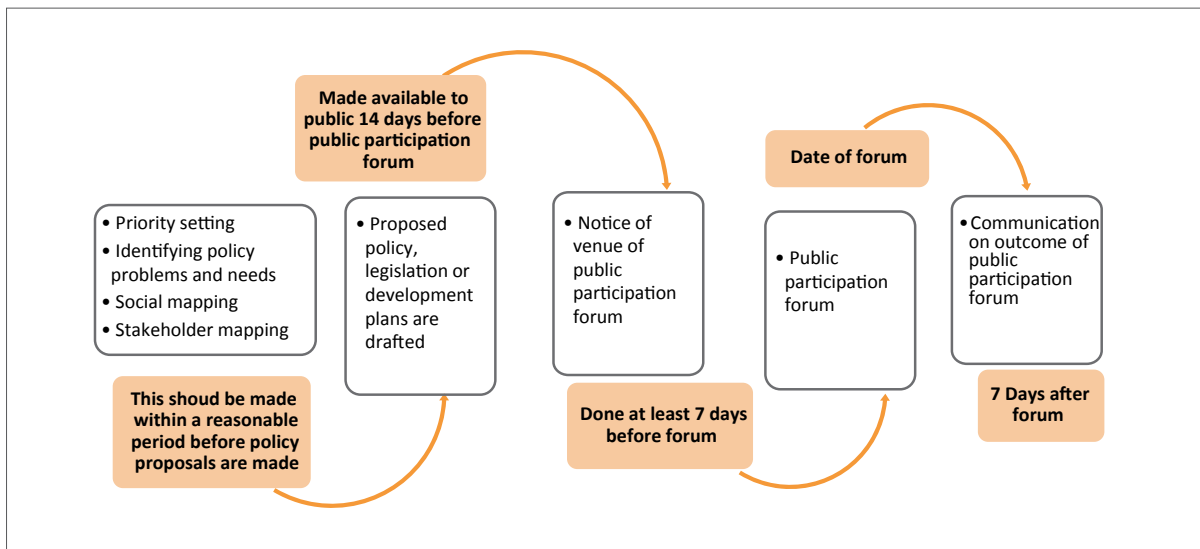 Made available to
public 14 days before
public participation
forum
Date of forum
• Priority setting
• Identifying policy
problems and needs
• Social mapping
• Stakeholder mapping
• Proposed
policy,
legislation or
development
plans are
drafted
• Notice of
venue of
public
participation
forum
• Public
participation
forum
• Communication
on outcome of
public
participation
forum
This shoud be made
within a reasonable
period before policy
proposals are made
Done at least 7 days
before forum
7 Days after
forum